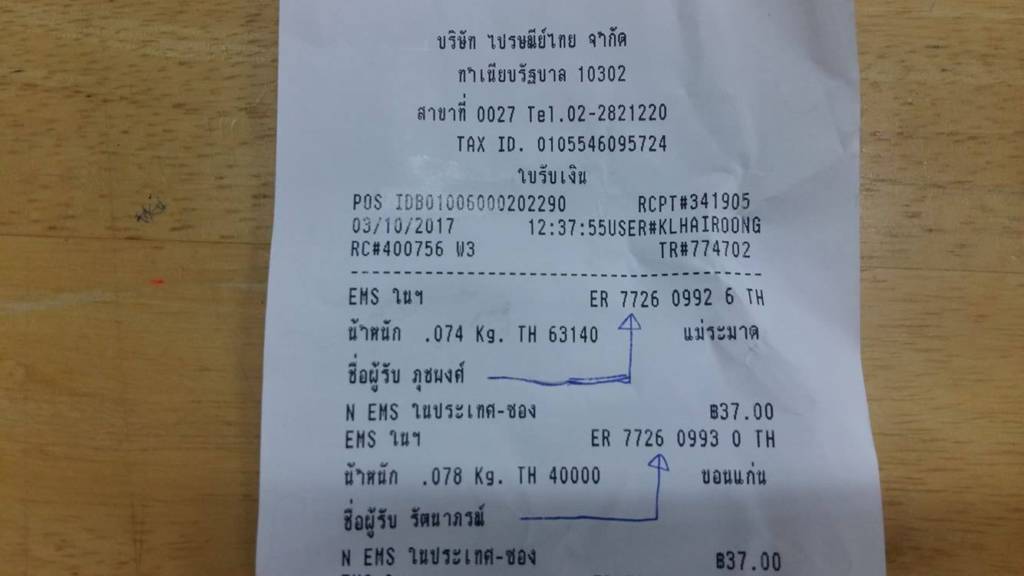 บริษัท ไปรษณีย์ไทย จำกัด
ทำเนียบรัฐบาล 10302
สาขาที่ 0027 Tel.02-2821220
TAX ID. 0105546095724
ใบรับเงิน
POS IDB01006000202290 RCPT#341905
03/10/2017 12:37:55USER#KLHAIROONG
RC#400756 W3 TR#774702
EMS ในฯ ER 7726 0992 6 TH
น้ำหนัก .074 Kg. TH 63140 แม่ระมาด
ชื่อผู้รับ ภุชพงศ์
N EMS ในประเทศ-ซอง ฿37.00
EMS ในฯ ER 7726 0993 0 TH
น้ำหนัก .078 Kg. TH 40000 ขอนแก่น
ชื่อผู้รับ รัตนาภรณ์
N EMS ในประเทศ-ซอง ฿37.00